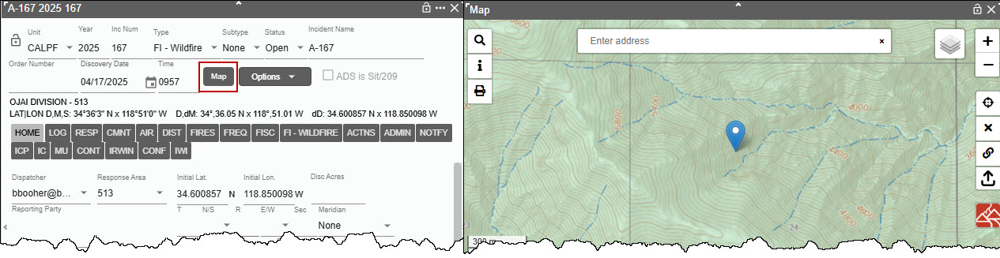 A-167 2025 167
Unit Year Inc Num Type Subtype Status Incident Name
CALPF 2025 167 FI - Wildfire None Open A-167
Order Number Discovery Date Time
04/17/2025 0957 Map Options ADS is Sit/209
OJAI DIVISION - 513
LAT|LON D,M,S: 34°36'3" N x 118°51'0" W D,dM: 34°,36.05 N x 118°,51.01 W dD: 34.600857 N x 118.850098 W
HOME LOG RESP CMNT AIR DIST FIRES FREQ FISC FI - WILDFIRE ACTNS ADMIN NOTFY
ICP IC MU CONT IRWIN CONF IWI
Dispatcher Response Area Initial Lat. Initial Lon. Disc Acres
bbooher@b... 513 34.600857 N 118.850098 W
Reporting Party T N/S R E/W Sec Meridian
None
Map
Enter address
5800
5400
4000
4400
4800
4600
24
300 m